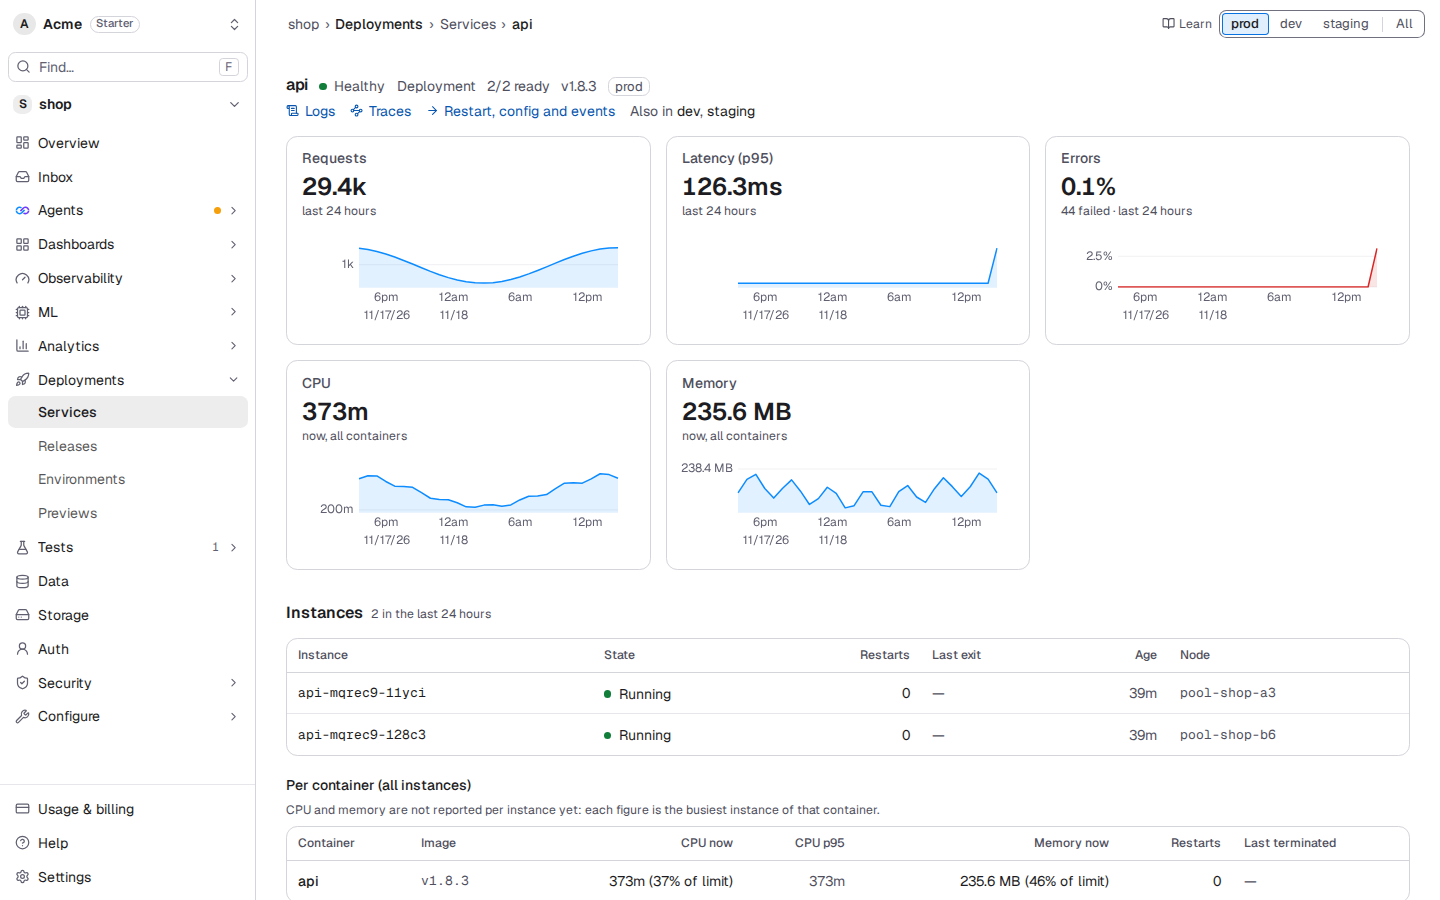 A Acme Starter
Find... F
S shop
Overview
Inbox
Agents
Dashboards
Observability
ML
Analytics
Deployments
Services
Releases
Environments
Previews
Tests 1
Data
Storage
Auth
Security
Configure
Usage & billing
Help
Settings
shop › Deployments › Services › api
Learn prod dev staging All
api Healthy Deployment 2/2 ready v1.8.3 prod
Logs Traces Restart, config and events Also in dev, staging
Requests
29.4k
last 24 hours
1k
6pm 12am 6am 12pm
11/17/26 11/18
Latency (p95)
126.3ms
last 24 hours
6pm 12am 6am 12pm
11/17/26 11/18
Errors
0.1%
44 failed · last 24 hours
2.5%
0%
6pm 12am 6am 12pm
11/17/26 11/18
CPU
373m
now, all containers
200m
6pm 12am 6am 12pm
11/17/26 11/18
Memory
235.6 MB
now, all containers
238.4 MB
6pm 12am 6am 12pm
11/17/26 11/18
Instances 2 in the last 24 hours
Instance State Restarts Last exit Age Node
api-mqrec9-11yci Running 0 — 39m pool-shop-a3
api-mqrec9-128c3 Running 0 — 39m pool-shop-b6
Per container (all instances)
CPU and memory are not reported per instance yet: each figure is the busiest instance of that container.
Container Image CPU now CPU p95 Memory now Restarts Last terminated
api v1.8.3 373m (37% of limit) 373m 235.6 MB (46% of limit) 0 —